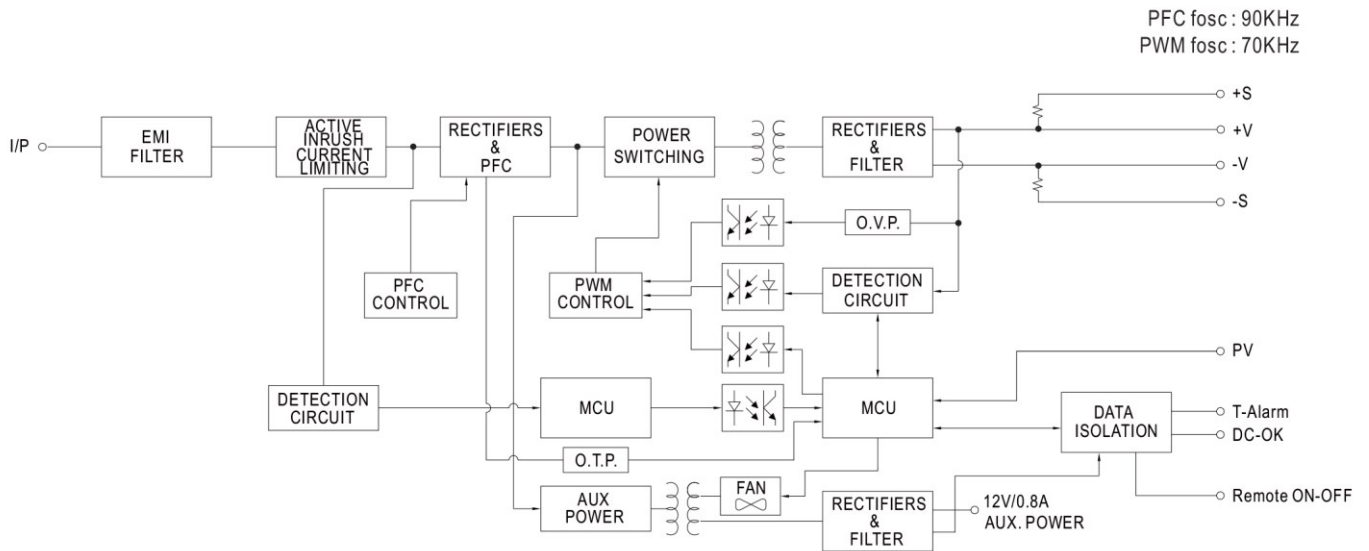 PFC fosc : 90KHz
PWM fosc : 70KHz
I/P
EMI
FILTER
ACTIVE
INRUSH
CURRENT
LIMITING
RECTIFIERS
&
PFC
POWER
SWITCHING
RECTIFIERS
&
FILTER
+S
+V
-V
-S
O.V.P.
PFC
CONTROL
PWM
CONTROL
DETECTION
CIRCUIT
PV
DETECTION
CIRCUIT
MCU
MCU
DATA
ISOLATION
T-Alarm
DC-OK
O.T.P.
AUX
POWER
FAN
RECTIFIERS
&
FILTER
12V/0.8A
AUX. POWER
Remote ON-OFF